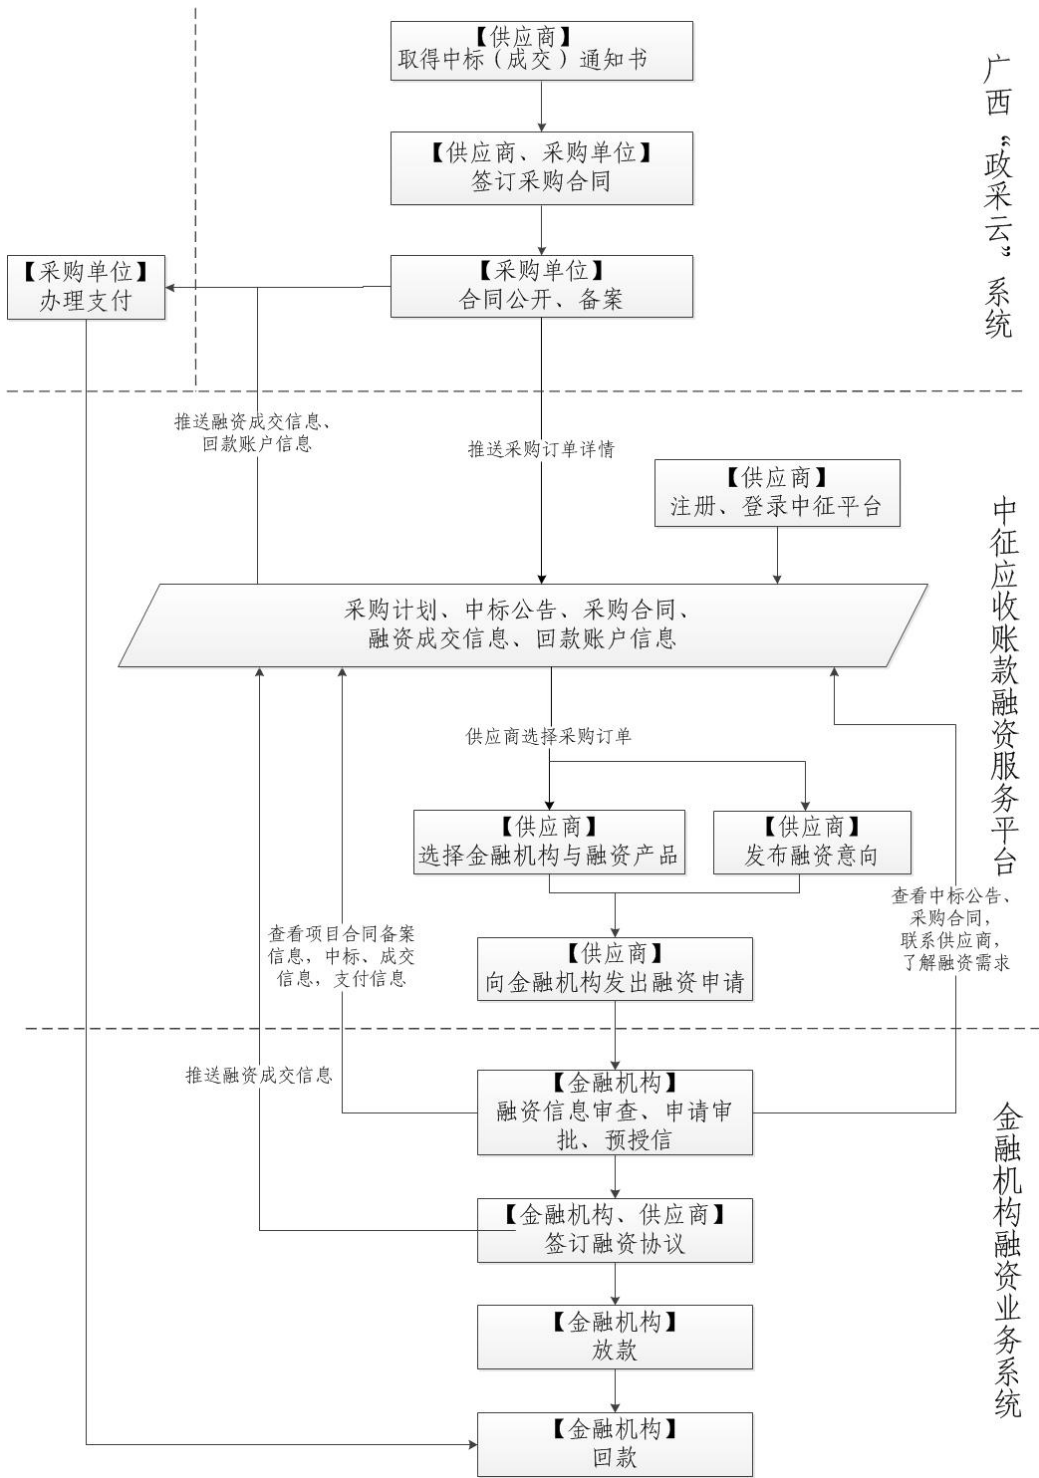 【供应商】
取得中标（成交）通知书
【供应商、采购单位】
签订采购合同
【采购单位】
合同公开、备案
【采购单位】
办理支付
广西“政采云”系统
推送融资成交信息、
回款账户信息
推送采购订单详情
【供应商】
注册、登录中征平台
采购计划、中标公告、采购合同、
融资成交信息、回款账户信息
供应商选择采购订单
【供应商】
选择金融机构与融资产品
【供应商】
发布融资意向
中征应收账款融资服务平台
查看中标公告、
采购合同，
联系供应商，
了解融资需求
查看项目合同备案
信息，中标、成交
信息，支付信息
【供应商】
向金融机构发出融资申请
推送融资成交信息
【金融机构】
融资信息审查、申请审
批、预授信
【金融机构、供应商】
签订融资协议
【金融机构】
放款
【金融机构】
回款
金融机构融资业务系统